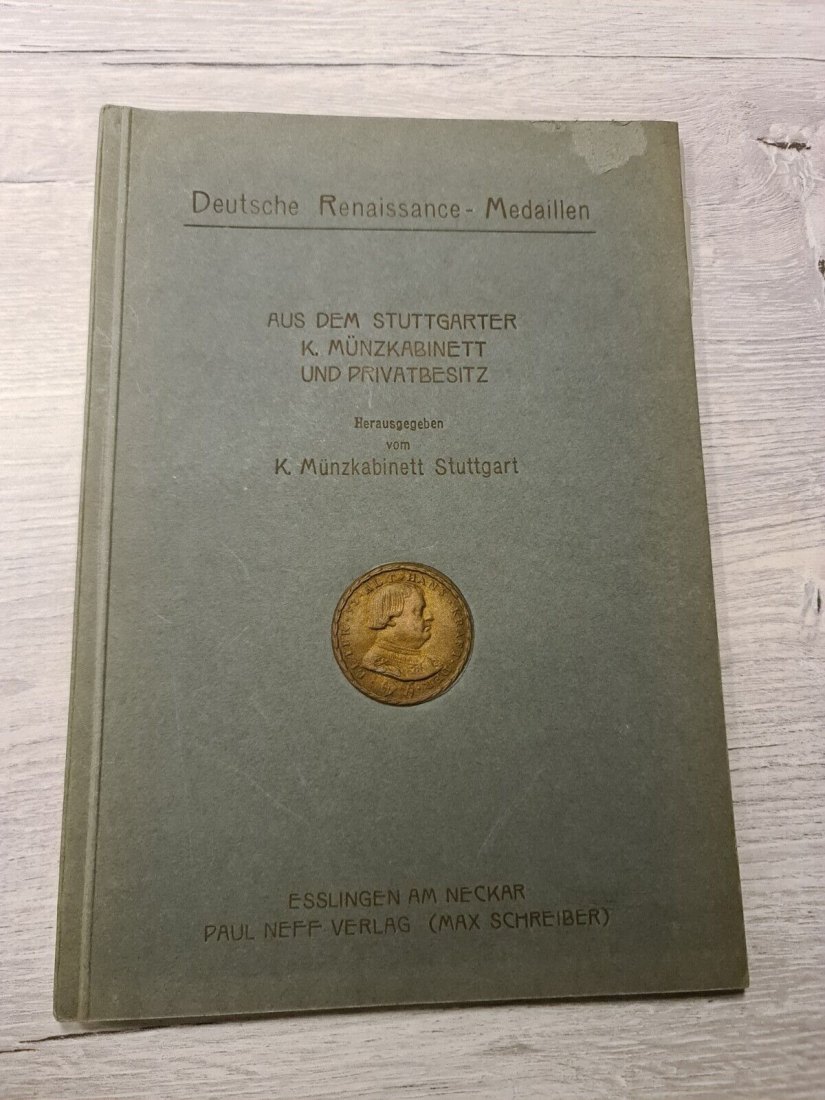 Deutsche Renaissance - Medaillen
AUS DEM STUTTGARTER
K. MÜNZKABINETT
UND PRIVATBESITZ
Herausgegeben
vom
K. Münzkabinett Stuttgart
ESSLINGEN AM NECKAR
PAUL NEFF VERLAG (MAX SCHREIBER)